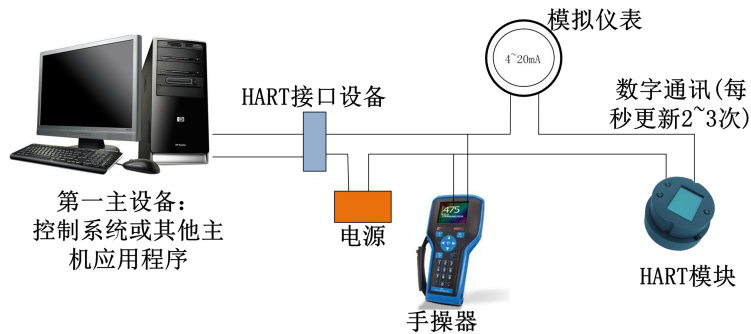 模拟仪表
4~20mA
数字通讯(每
秒更新2~3次)
HART接口设备
第一主设备:
控制系统或其他主
机应用程序
电源
475
手操器
HART模块